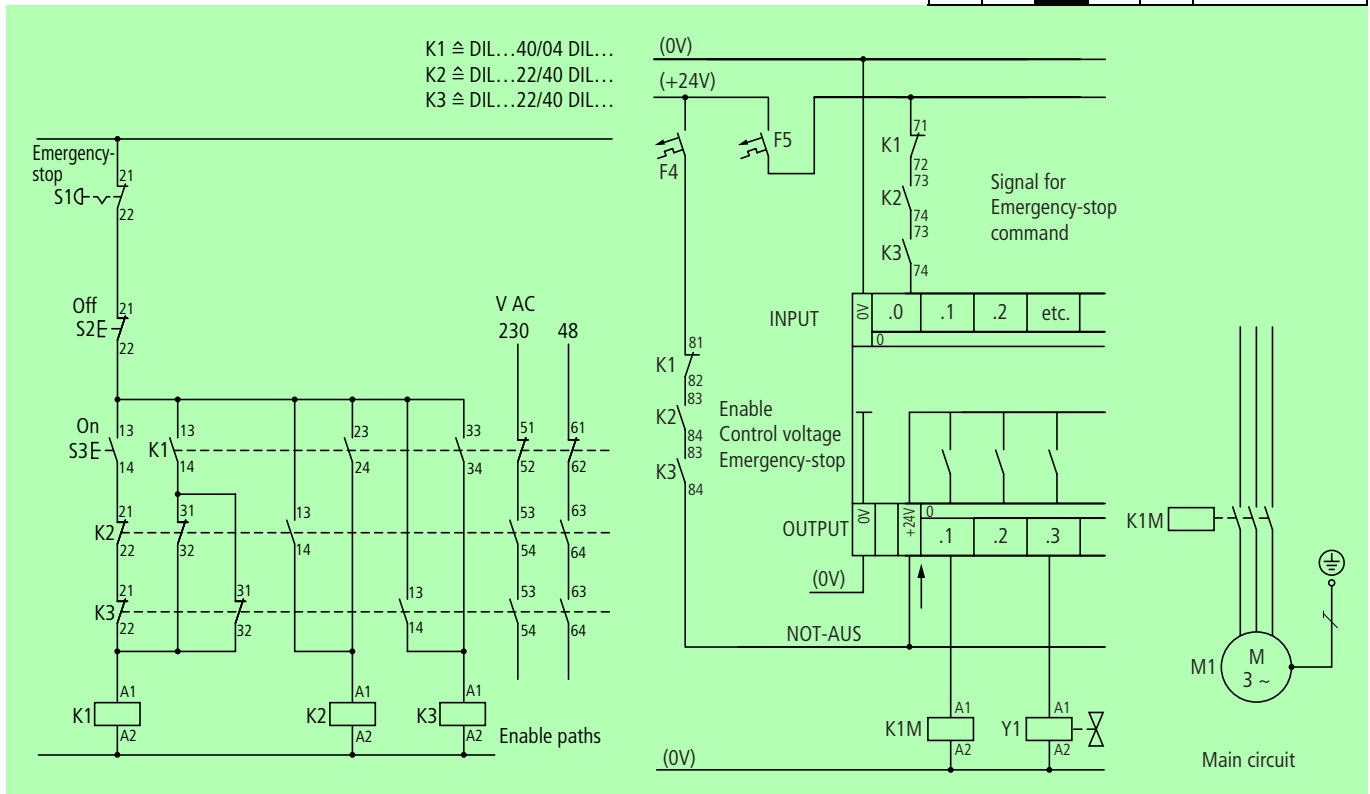 K1 ≙ DIL…40/04 DIL…
K2 ≙ DIL…22/40 DIL…
K3 ≙ DIL…22/40 DIL…
Emergency-
stop
S1
21
22
Off
S2E
21
22
V AC
230 48
On
S3E
13
14
K1
13
14
23
24
33
34
51
52
61
62
K2
21
22
31
32
13
14
53
54
63
64
K3
21
22
31
32
13
14
53
54
63
64
K1
A1
A2
K2
A1
A2
K3
A1
A2
Enable paths
(0V)
(+24V)
F4
F5
K1
71
72
K2
73
74
K3
73
74
Signal for
Emergency-stop
command
INPUT
0V .0 .1 .2 etc.
0
K1
81
82
K2
83
84
K3
83
84
Enable
Control voltage
Emergency-stop
OUTPUT
0V +24V
0
.1 .2 .3
(0V)
NOT-AUS
K1M
A1
A2
Y1
A1
A2
(0V)
K1M
M1
M
3 ~
Main circuit